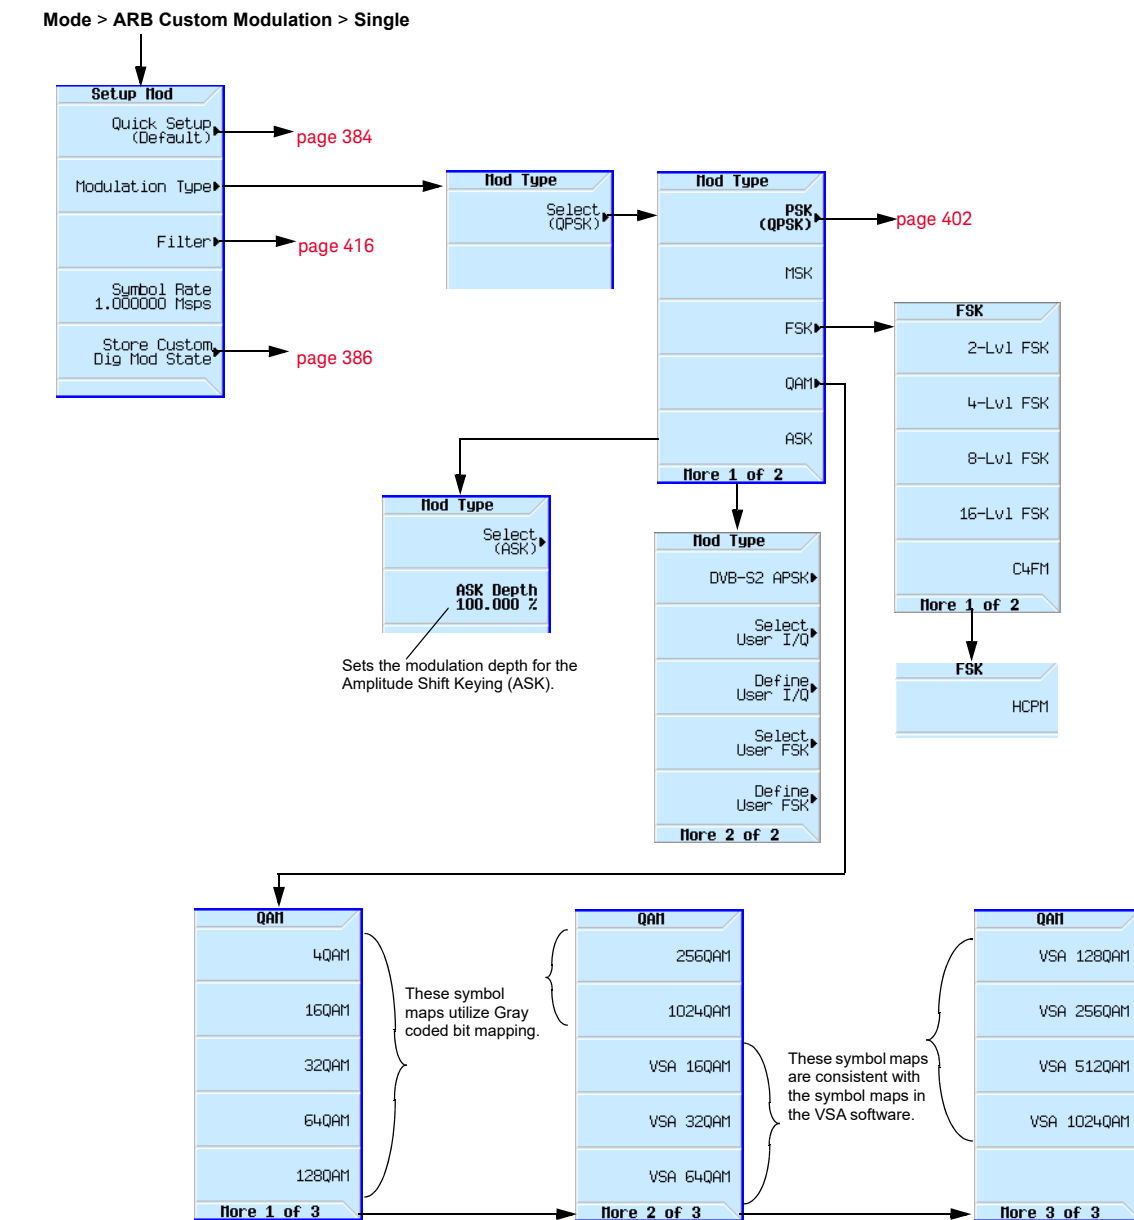 Mode > ARB Custom Modulation > Single
Setup Mod
Quick Setup
(Default)
page 384
Modulation Type
Filter
page 416
Symbol Rate
1.000000 Msps
Store Custom
Dig Mod State
page 386
Mod Type
Select
(QPSK)
Mod Type
PSK
(QPSK)
page 402
MSK
FSK
QAM
ASK
More 1 of 2
FSK
2-Lvl FSK
4-Lvl FSK
8-Lvl FSK
16-Lvl FSK
C4FM
More 1 of 2
FSK
HCPM
Mod Type
Select
(ASK)
ASK Depth
100.000 %
Sets the modulation depth for the
Amplitude Shift Keying (ASK).
Mod Type
DVB-S2 APSK
Select
User I/Q
Define
User I/Q
Select
User FSK
Define
User FSK
More 2 of 2
QAM
4QAM
16QAM
32QAM
64QAM
128QAM
More 1 of 3
These symbol
maps utilize Gray
coded bit mapping.
QAM
256QAM
1024QAM
VSA 16QAM
VSA 32QAM
VSA 64QAM
More 2 of 3
These symbol maps
are consistent with
the symbol maps in
the VSA software.
QAM
VSA 128QAM
VSA 256QAM
VSA 512QAM
VSA 1024QAM
More 3 of 3